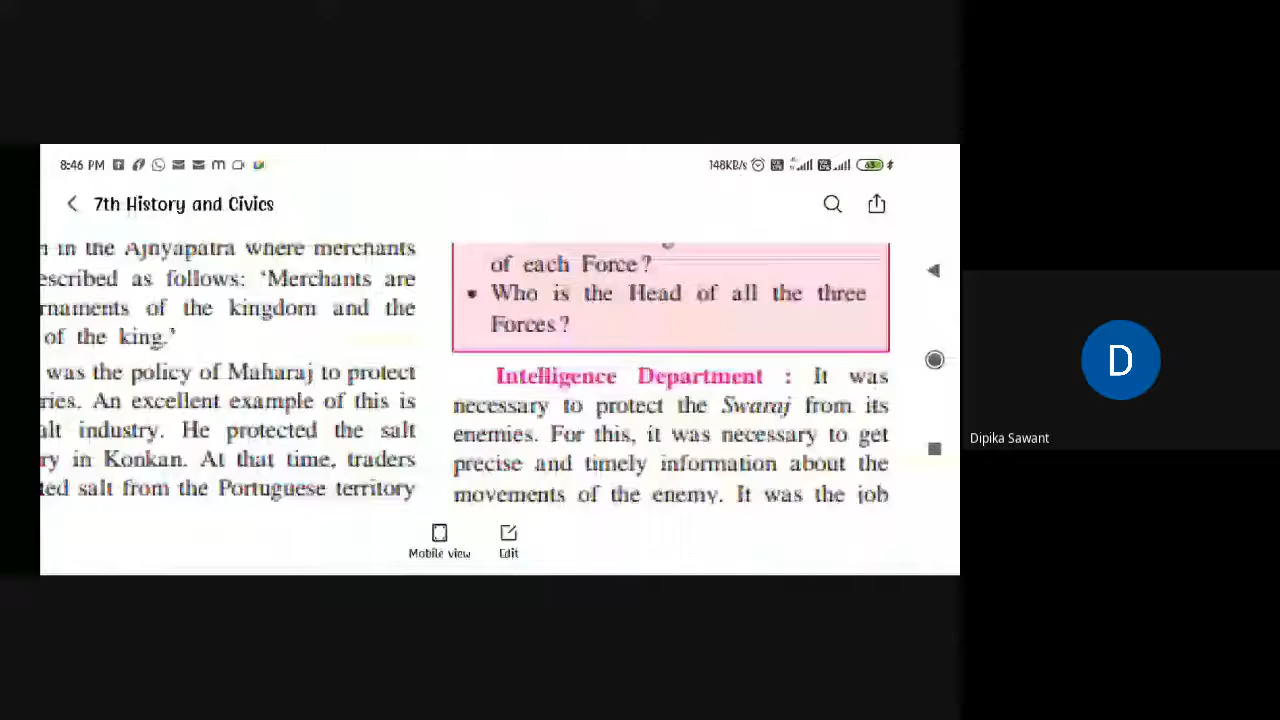 8:46 PM
148KB/s
63
7th History and Civics
n in the Ajnyapatra where merchants
escribed as follows: ‘Merchants are
rnaments of the kingdom and the
of the king.’
was the policy of Maharaj to protect
ries. An excellent example of this is
alt industry. He protected the salt
ry in Konkan. At that time, traders
ted salt from the Portuguese territory
of each Force?
• Who is the Head of all the three
Forces?
Intelligence Department : It was
necessary to protect the Swaraj from its
enemies. For this, it was necessary to get
precise and timely information about the
movements of the enemy. It was the job
Mobile view
Edit
D
Dipika Sawant